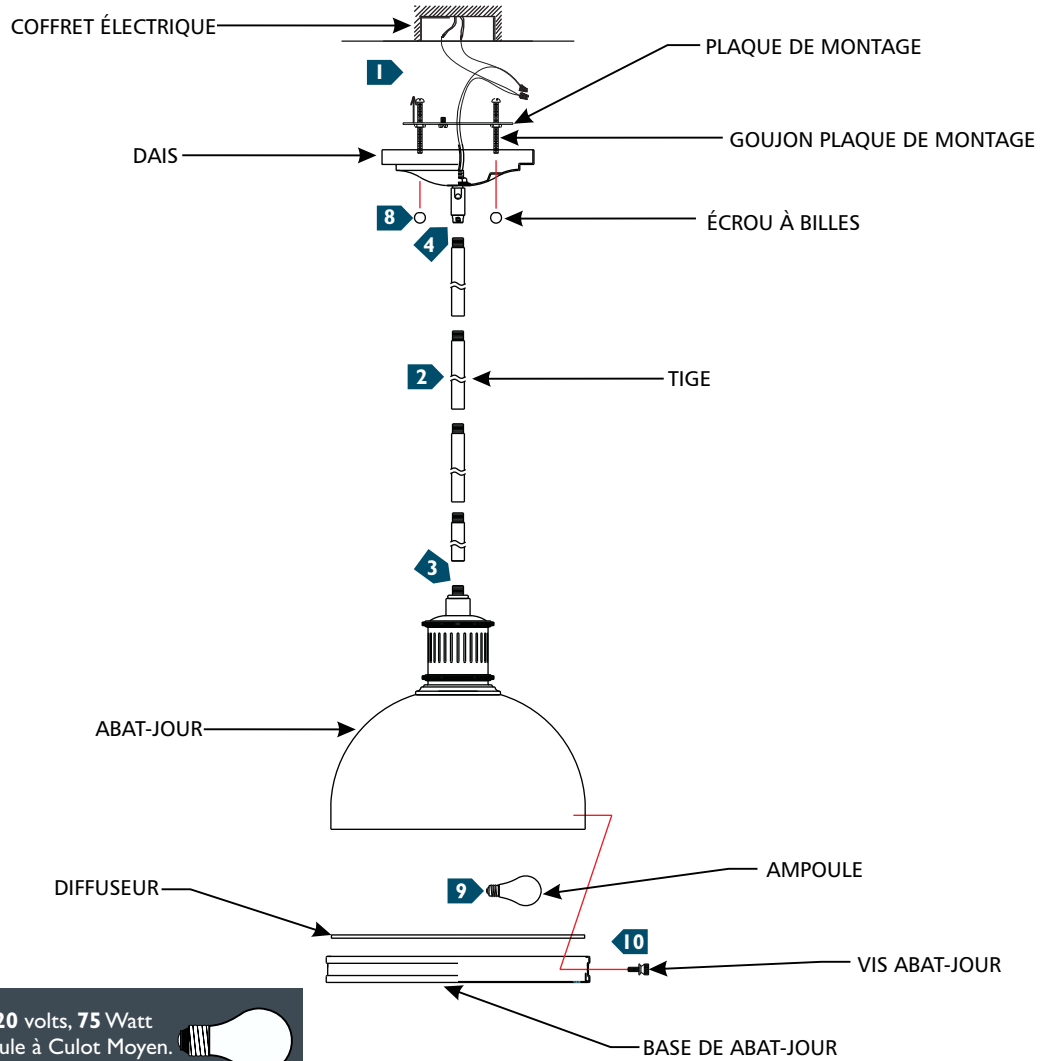 COFFRET ÉLECTRIQUE
PLAQUE DE MONTAGE
1
GOUJON PLAQUE DE MONTAGE
DAIS
8
ÉCROU À BILLES
4
2
TIGE
3
ABAT-JOUR
AMPOULE
DIFFUSEUR
9
10
VIS ABAT-JOUR
20 volts, 75 Watt
ule à Culot Moyen.
BASE DE ABAT-JOUR